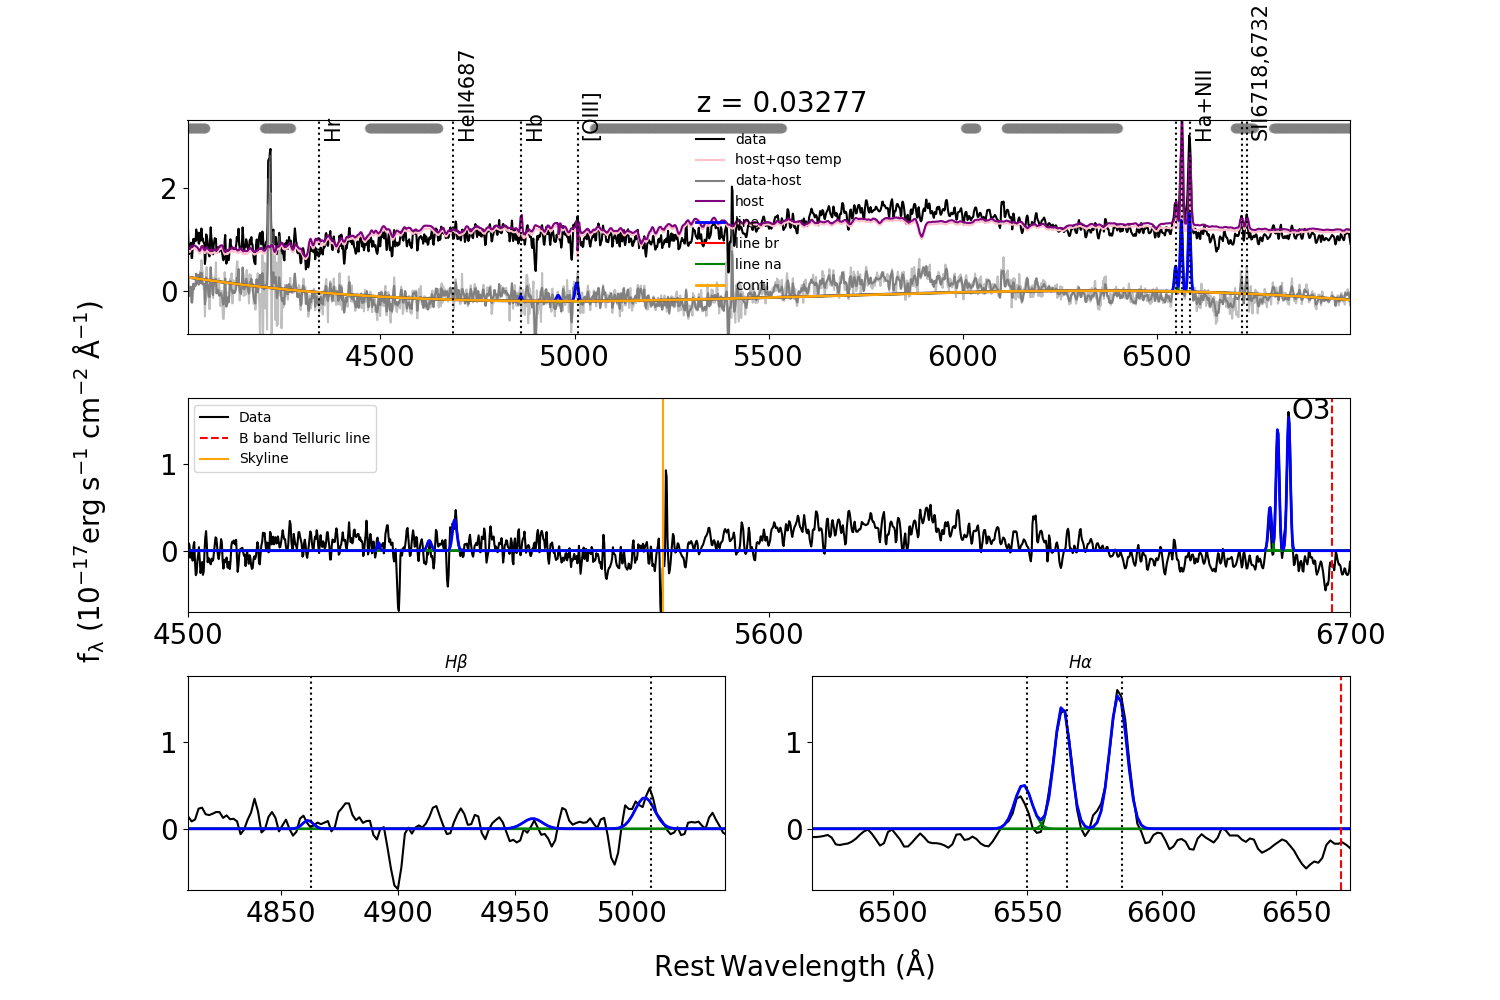 z = 0.03277
Hr
HeII4687
Hb
[OIII]
Ha+NII
SII6718,6732
data
host+qso temp
data-host
host
line br
line na
conti
2
0
4500 5000 5500 6000 6500
Data
B band Telluric line
Skyline
O3
1
0
4500 5600 6700
fλ (10⁻¹⁷erg s⁻¹ cm⁻² Å⁻¹)
Hβ
1
0
4850 4900 4950 5000
Hα
1
0
6500 6550 6600 6650
Rest Wavelength (Å)